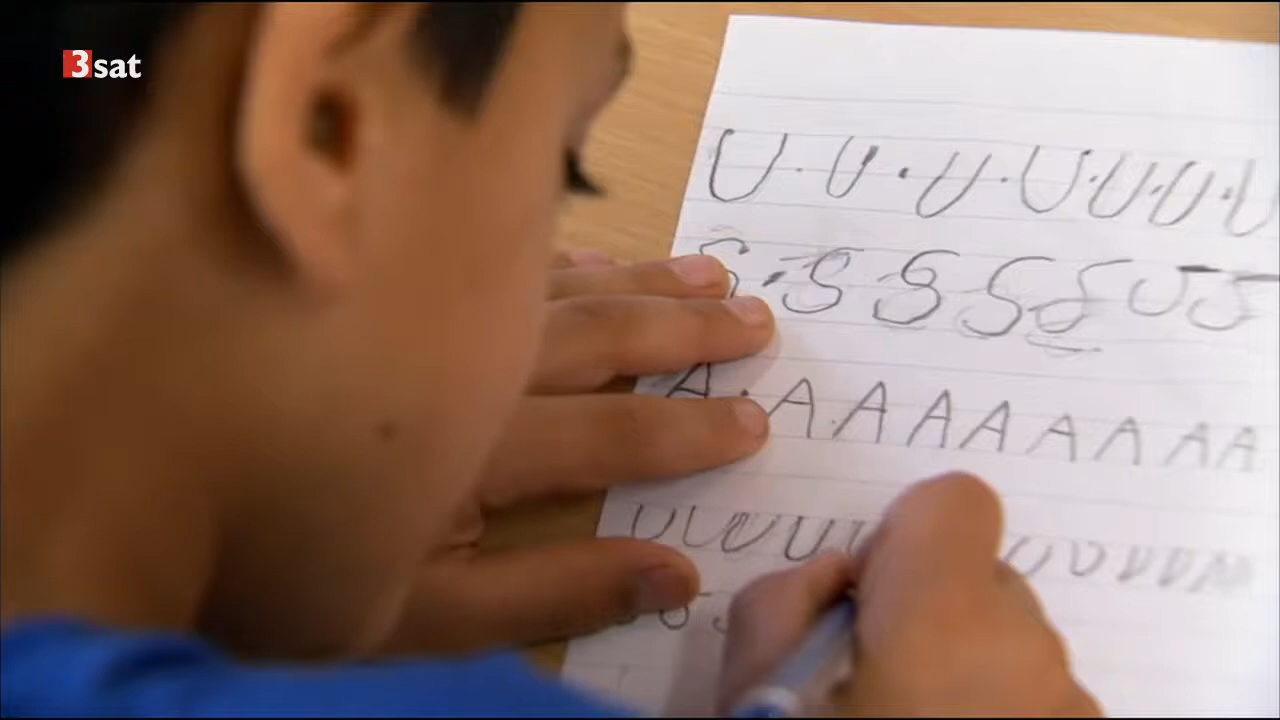 3sat
U · U · U · U · U · U · U
S · S S S S J J
A · A A A A A A A A
U U U U U U U U U U